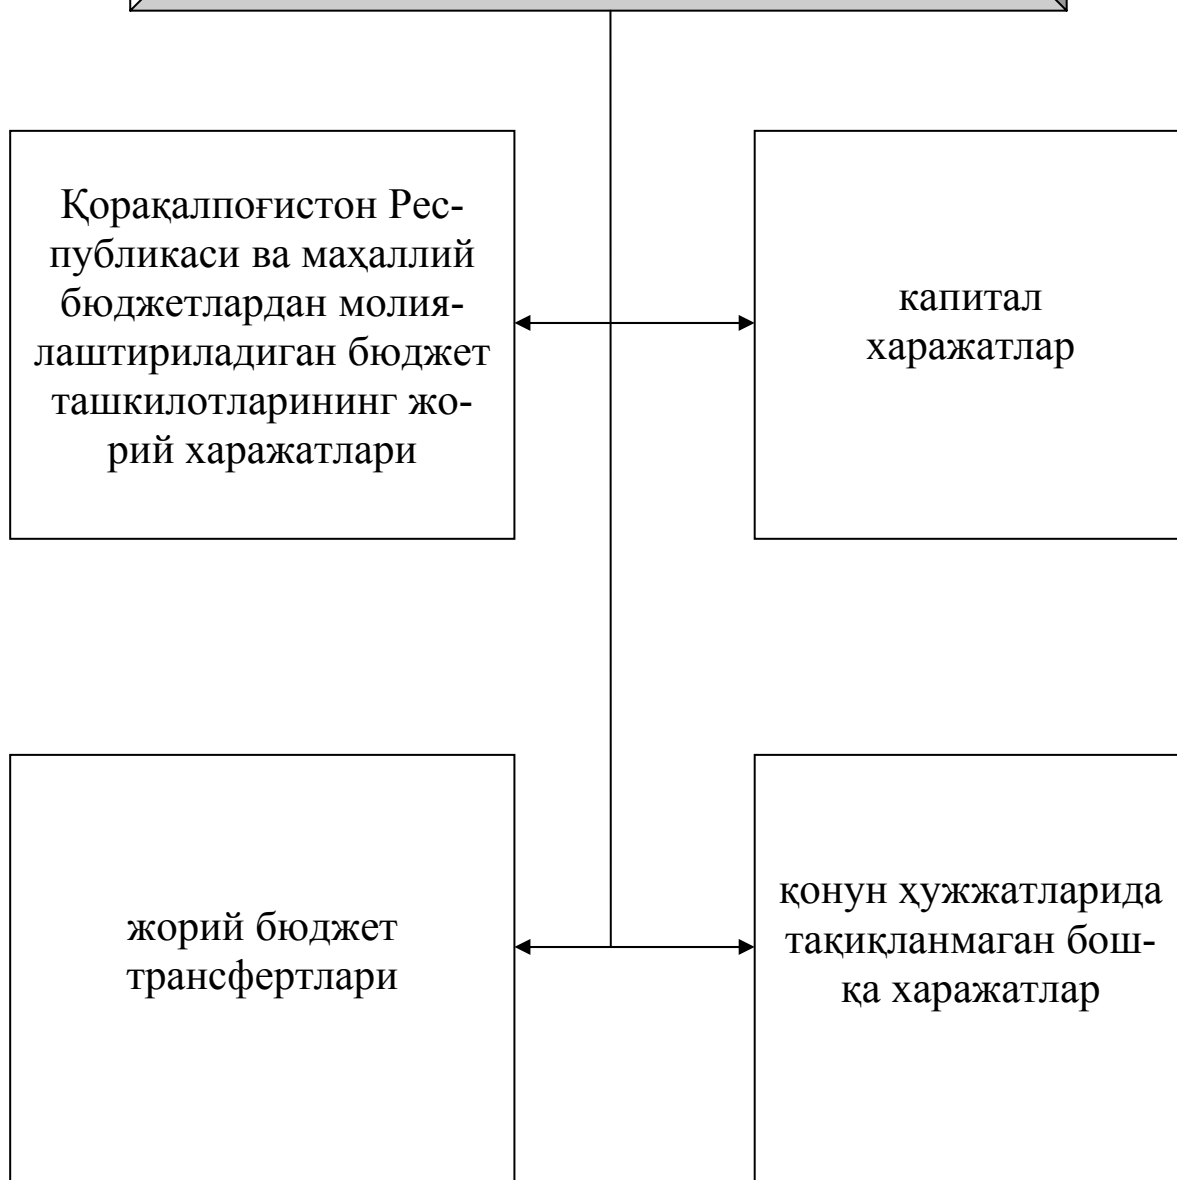 Қорақалпоғистон Рес-
публикаси ва маҳаллий
бюджетлардан молия-
лаштириладиган бюджет
ташкилотларининг жо-
рий харажатлари
капитал
харажатлар
жорий бюджет
трансфертлари
қонун ҳужжатларида
тақиқланмаган бош-
қа харажатлар